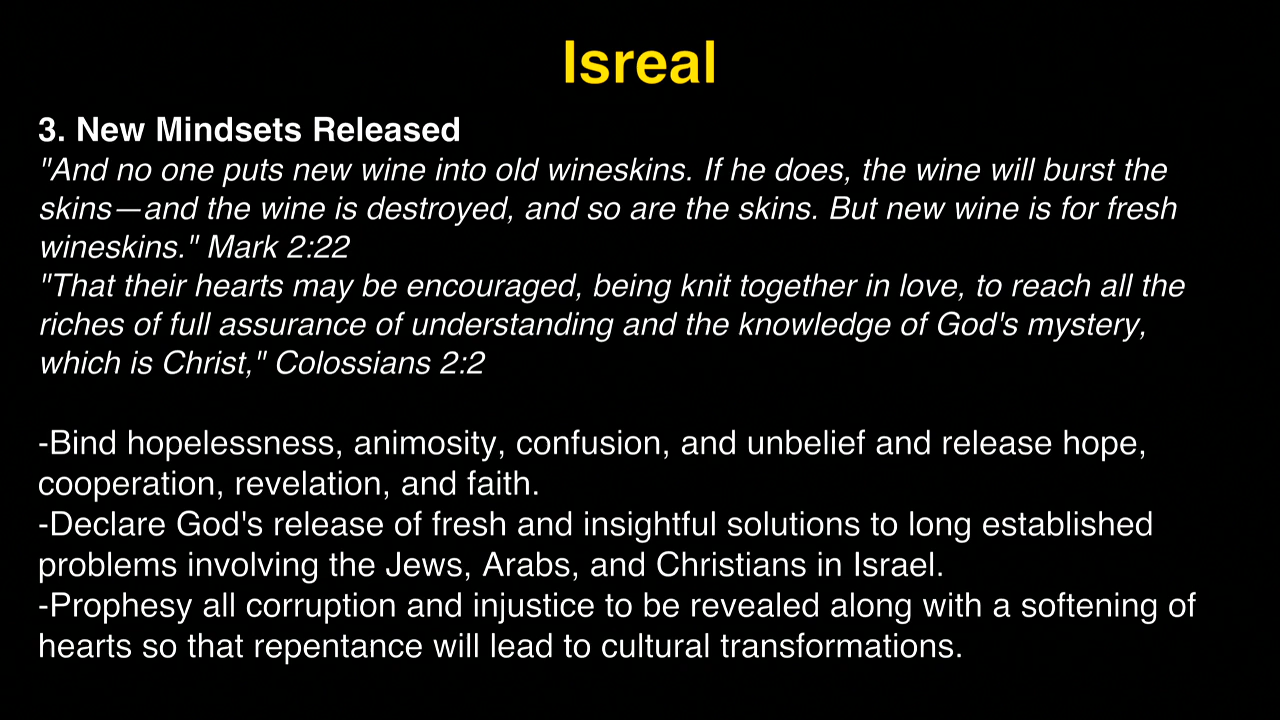 Isreal
3. New Mindsets Released
"And no one puts new wine into old wineskins. If he does, the wine will burst the
skins—and the wine is destroyed, and so are the skins. But new wine is for fresh
wineskins." Mark 2:22
"That their hearts may be encouraged, being knit together in love, to reach all the
riches of full assurance of understanding and the knowledge of God's mystery,
which is Christ," Colossians 2:2
-Bind hopelessness, animosity, confusion, and unbelief and release hope,
cooperation, revelation, and faith.
-Declare God's release of fresh and insightful solutions to long established
problems involving the Jews, Arabs, and Christians in Israel.
-Prophesy all corruption and injustice to be revealed along with a softening of
hearts so that repentance will lead to cultural transformations.